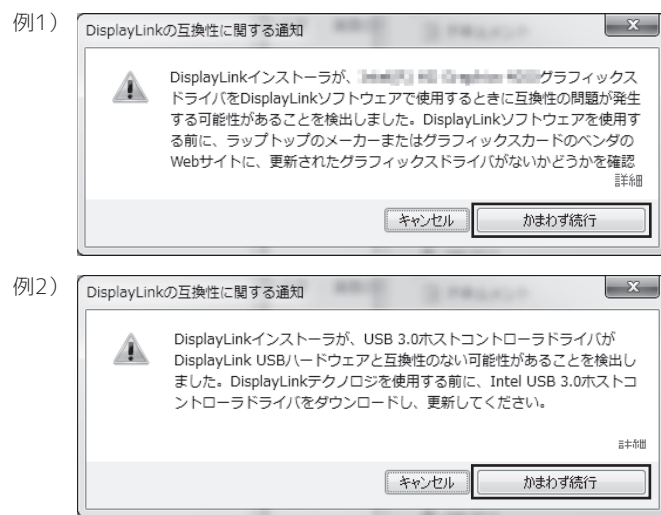 例1）
DisplayLinkの互換性に関する通知
DisplayLinkインストーラが、グラフィックス
ドライバをDisplayLinkソフトウェアで使用するときに互換性の問題が発生
する可能性があることを検出しました。DisplayLinkソフトウェアを使用す
る前に、ラップトップのメーカーまたはグラフィックスカードのベンダの
Webサイトに、更新されたグラフィックスドライバがないかどうかを確認
詳細
キャンセル かまわず続行
例2）
DisplayLinkの互換性に関する通知
DisplayLinkインストーラが、USB 3.0ホストコントローラドライバが
DisplayLink USBハードウェアと互換性のない可能性があることを検出し
ました。DisplayLinkテクノロジを使用する前に、Intel USB 3.0ホストコ
ントローラドライバをダウンロードし、更新してください。
詳細
キャンセル かまわず続行